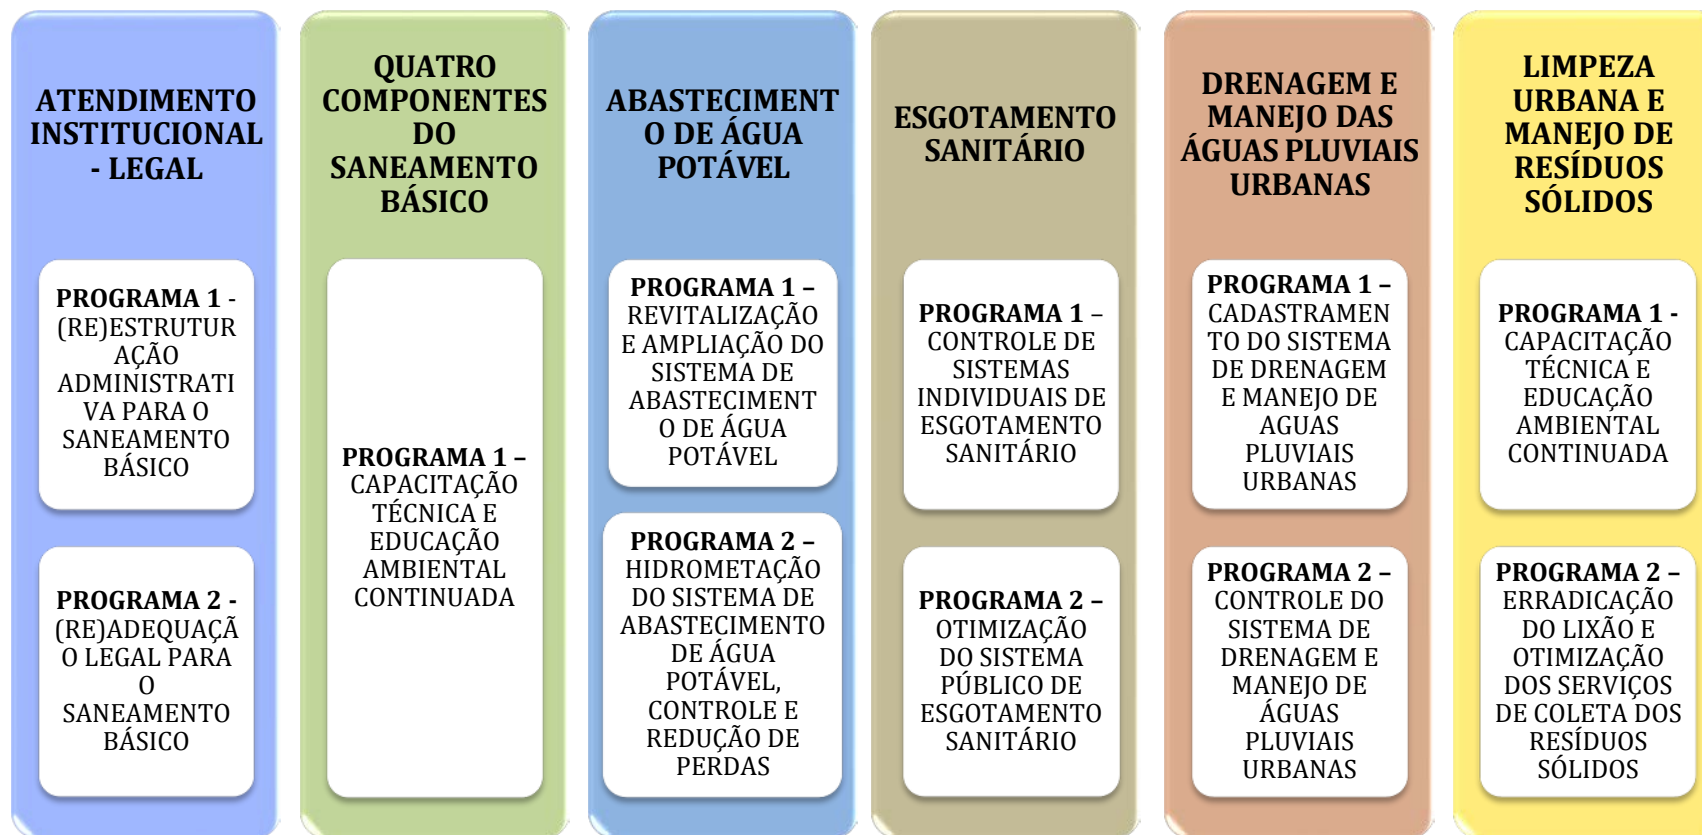 ATENDIMENTO
INSTITUCIONAL
- LEGAL
PROGRAMA 1 -
(RE)ESTRUTUR
AÇÃO
ADMINISTRATI
VA PARA O
SANEAMENTO
BÁSICO
PROGRAMA 2 -
(RE)ADEQUAÇÃ
O LEGAL PARA
O
SANEAMENTO
BÁSICO
QUATRO
COMPONENTES
DO
SANEAMENTO
BÁSICO
PROGRAMA 1 –
CAPACITAÇÃO
TÉCNICA E
EDUCAÇÃO
AMBIENTAL
CONTINUADA
ABASTECIMENT
O DE ÁGUA
POTÁVEL
PROGRAMA 1 –
REVITALIZAÇÃO
E AMPLIAÇÃO DO
SISTEMA DE
ABASTECIMENT
O DE ÁGUA
POTÁVEL
PROGRAMA 2 –
HIDROMETAÇÃO
DO SISTEMA DE
ABASTECIMENTO
DE ÁGUA
POTÁVEL,
CONTROLE E
REDUÇÃO DE
PERDAS
ESGOTAMENTO
SANITÁRIO
PROGRAMA 1 –
CONTROLE DE
SISTEMAS
INDIVIDUAIS DE
ESGOTAMENTO
SANITÁRIO
PROGRAMA 2 –
OTIMIZAÇÃO
DO SISTEMA
PÚBLICO DE
ESGOTAMENTO
SANITÁRIO
DRENAGEM E
MANEJO DAS
ÁGUAS PLUVIAIS
URBANAS
PROGRAMA 1 –
CADASTRAMEN
TO DO SISTEMA
DE DRENAGEM
E MANEJO DE
AGUAS
PLUVIAIS
URBANAS
PROGRAMA 2 –
CONTROLE DO
SISTEMA DE
DRENAGEM E
MANEJO DE
ÁGUAS
PLUVIAIS
URBANAS
LIMPEZA
URBANA E
MANEJO DE
RESÍDUOS
SÓLIDOS
PROGRAMA 1 -
CAPACITAÇÃO
TÉCNICA E
EDUCAÇÃO
AMBIENTAL
CONTINUADA
PROGRAMA 2 –
ERRADICAÇÃO
DO LIXÃO E
OTIMIZAÇÃO
DOS SERVIÇOS
DE COLETA DOS
RESÍDUOS
SÓLIDOS